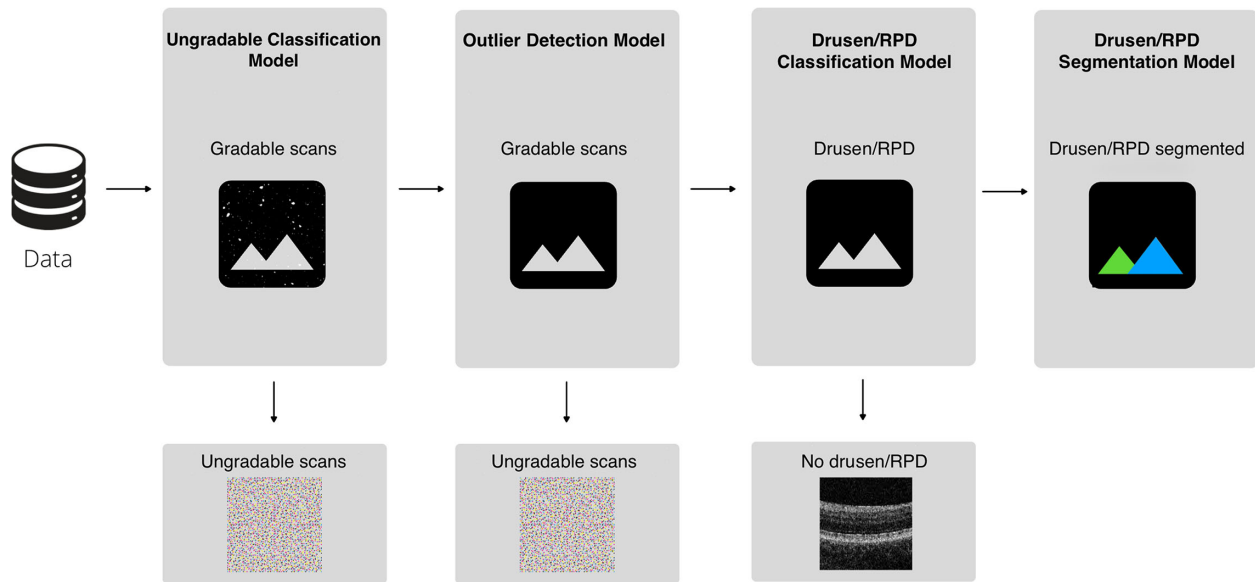 Ungradable Classification
Model
Outlier Detection Model
Drusen/RPD
Classification Model
Drusen/RPD
Segmentation Model
Gradable scans
Gradable scans
Drusen/RPD
Drusen/RPD segmented
Data
Ungradable scans
Ungradable scans
No drusen/RPD